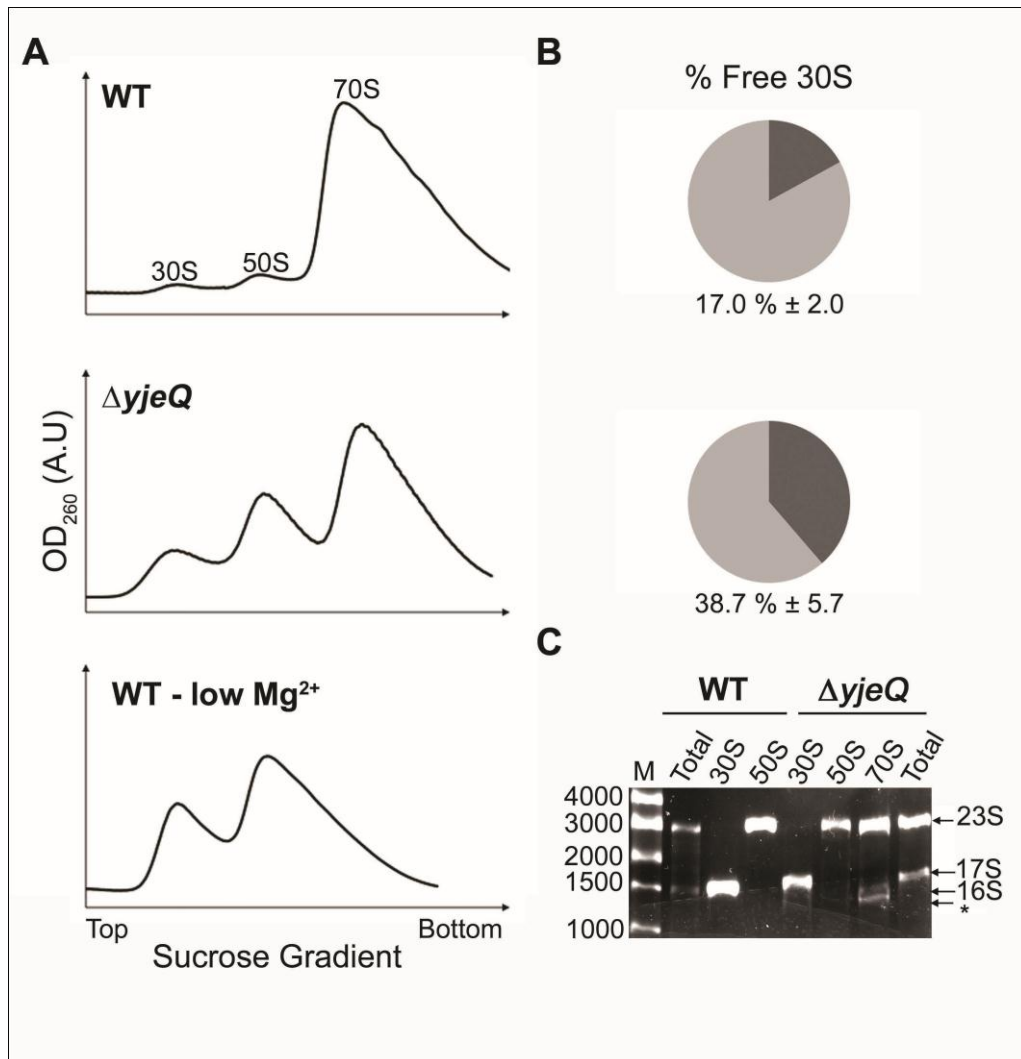 A
WT
30S
50S
70S
ΔyjeQ
OD260 (A.U)
WT - low Mg2+
Top
Bottom
Sucrose Gradient
B
% Free 30S
17.0 % ± 2.0
38.7 % ± 5.7
C
WT
ΔyjeQ
M
Total
30S
50S
30S
50S
70S
Total
4000
3000
2000
1500
1000
23S
17S
16S
*